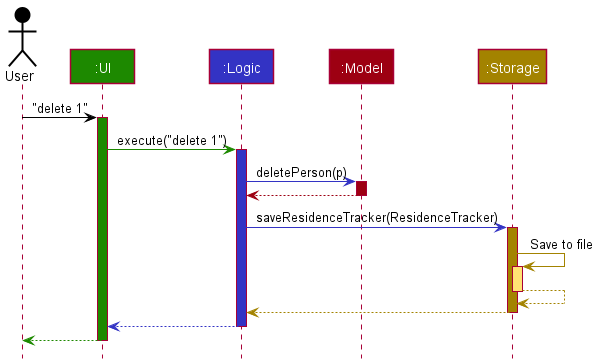 User
:UI
:Logic
:Model
:Storage
"delete 1"
execute("delete 1")
deletePerson(p)
saveResidenceTracker(ResidenceTracker)
Save to file